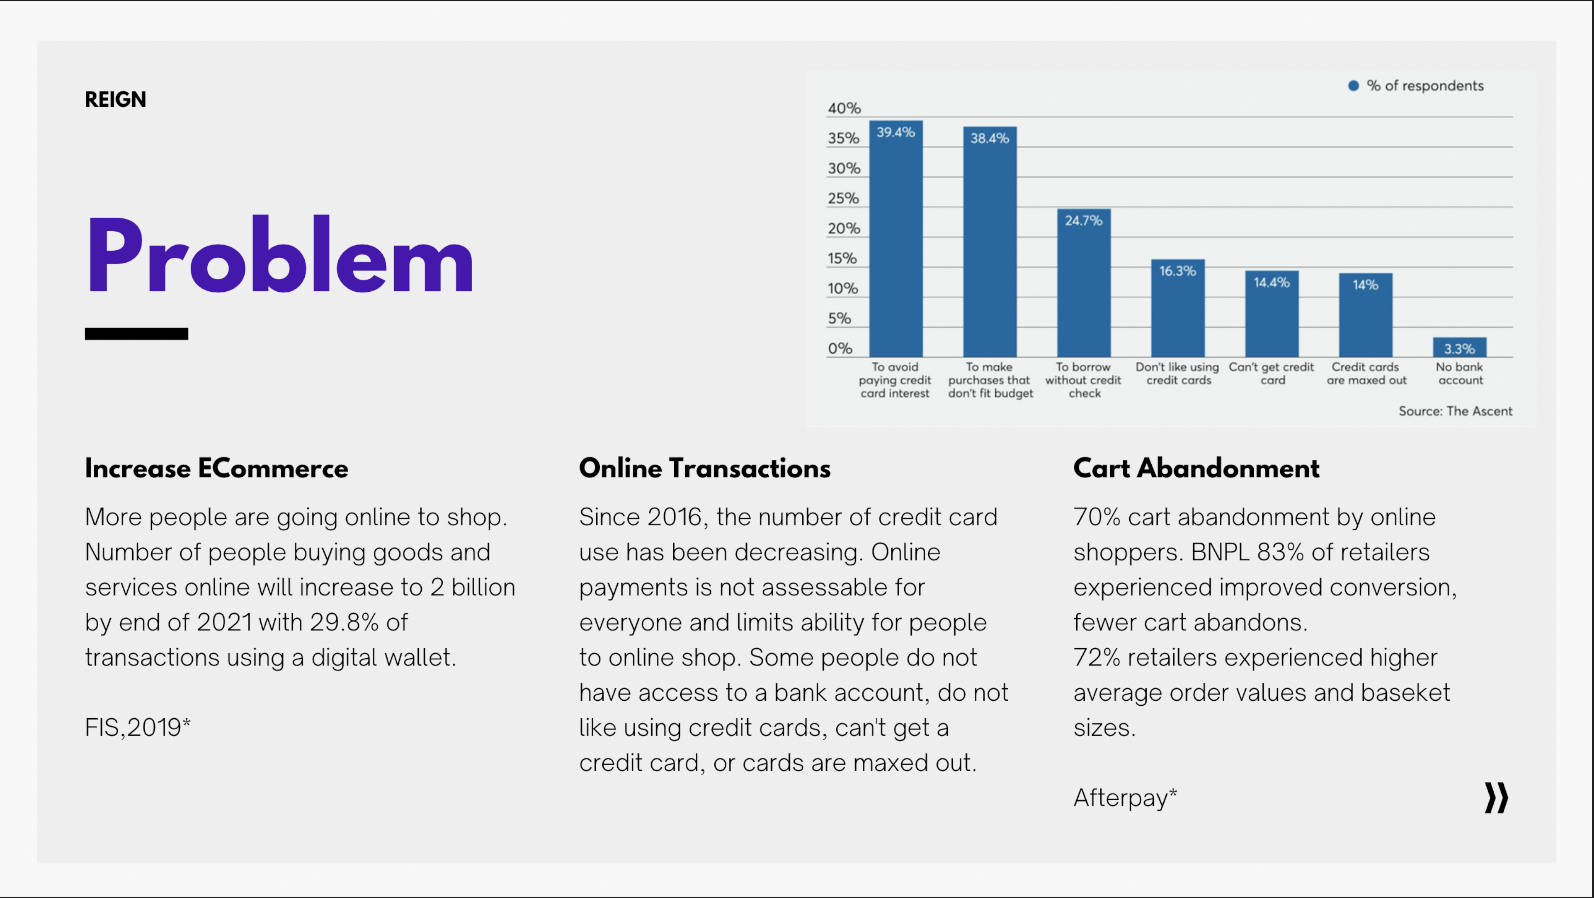 REIGN
Problem
% of respondents
40%
35%
30%
25%
20%
15%
10%
5%
0%
39.4%
38.4%
24.7%
16.3%
14.4%
14%
3.3%
To avoid
paying credit
card interest
To make
purchases that
don't fit budget
To borrow
without credit
check
Don't like using
credit cards
Can't get credit
card
Credit cards
are maxed out
No bank
account
Source: The Ascent
Increase ECommerce
More people are going online to shop.
Number of people buying goods and
services online will increase to 2 billion
by end of 2021 with 29.8% of
transactions using a digital wallet.
FIS,2019*
Online Transactions
Since 2016, the number of credit card
use has been decreasing. Online
payments is not assessable for
everyone and limits ability for people
to online shop. Some people do not
have access to a bank account, do not
like using credit cards, can't get a
credit card, or cards are maxed out.
Cart Abandonment
70% cart abandonment by online
shoppers. BNPL 83% of retailers
experienced improved conversion,
fewer cart abandons.
72% retailers experienced higher
average order values and baseket
sizes.
Afterpay*